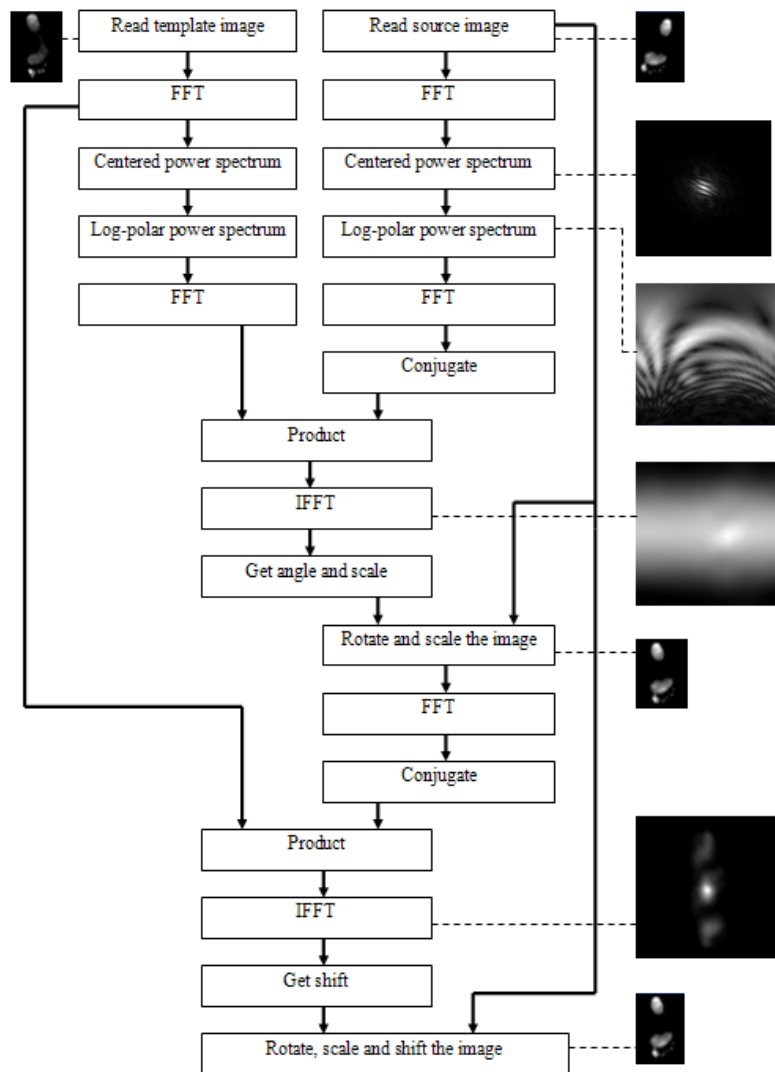 Read template image
Read source image
FFT
FFT
Centered power spectrum
Centered power spectrum
Log-polar power spectrum
Log-polar power spectrum
FFT
FFT
Conjugate
Product
IFFT
Get angle and scale
Rotate and scale the image
FFT
Conjugate
Product
IFFT
Get shift
Rotate, scale and shift the image